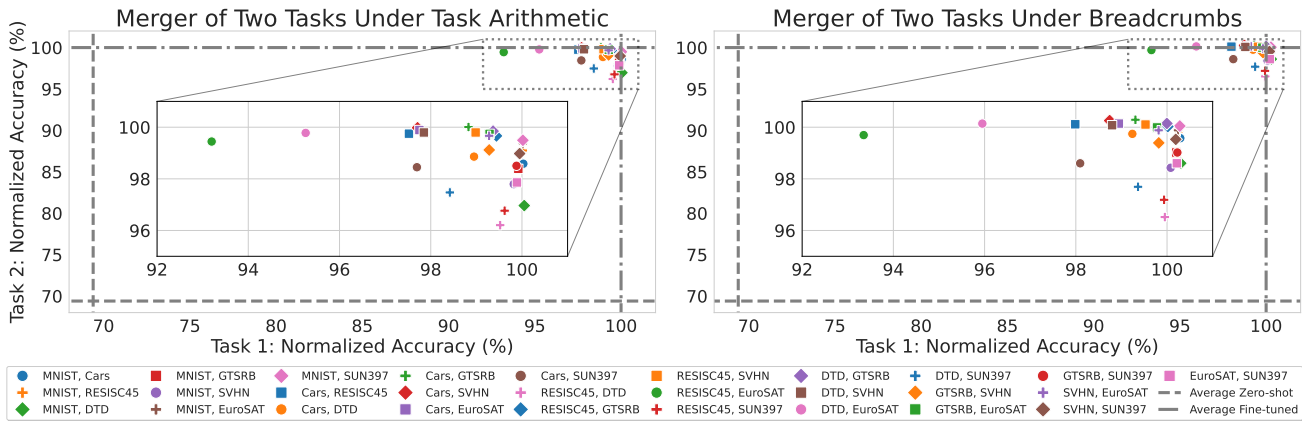 Merger of Two Tasks Under Task Arithmetic
Merger of Two Tasks Under Breadcrumbs
Task 2: Normalized Accuracy (%)
100
95
90
85
80
75
70
100
98
96
92 94 96 98 100
70 75 80 85 90 95 100
Task 1: Normalized Accuracy (%)
100
95
90
85
80
75
70
100
98
96
92 94 96 98 100
70 75 80 85 90 95 100
Task 1: Normalized Accuracy (%)
MNIST, Cars MNIST, GTSRB MNIST, SUN397 Cars, GTSRB Cars, SUN397 RESISC45, SVHN DTD, GTSRB DTD, SUN397 GTSRB, SUN397 EuroSAT, SUN397
MNIST, RESISC45 MNIST, SVHN Cars, RESISC45 Cars, SVHN RESISC45, DTD RESISC45, EuroSAT DTD, SVHN GTSRB, SVHN SVHN, EuroSAT Average Zero-shot
MNIST, DTD MNIST, EuroSAT Cars, DTD Cars, EuroSAT RESISC45, GTSRB RESISC45, SUN397 DTD, EuroSAT GTSRB, EuroSAT SVHN, SUN397 Average Fine-tuned